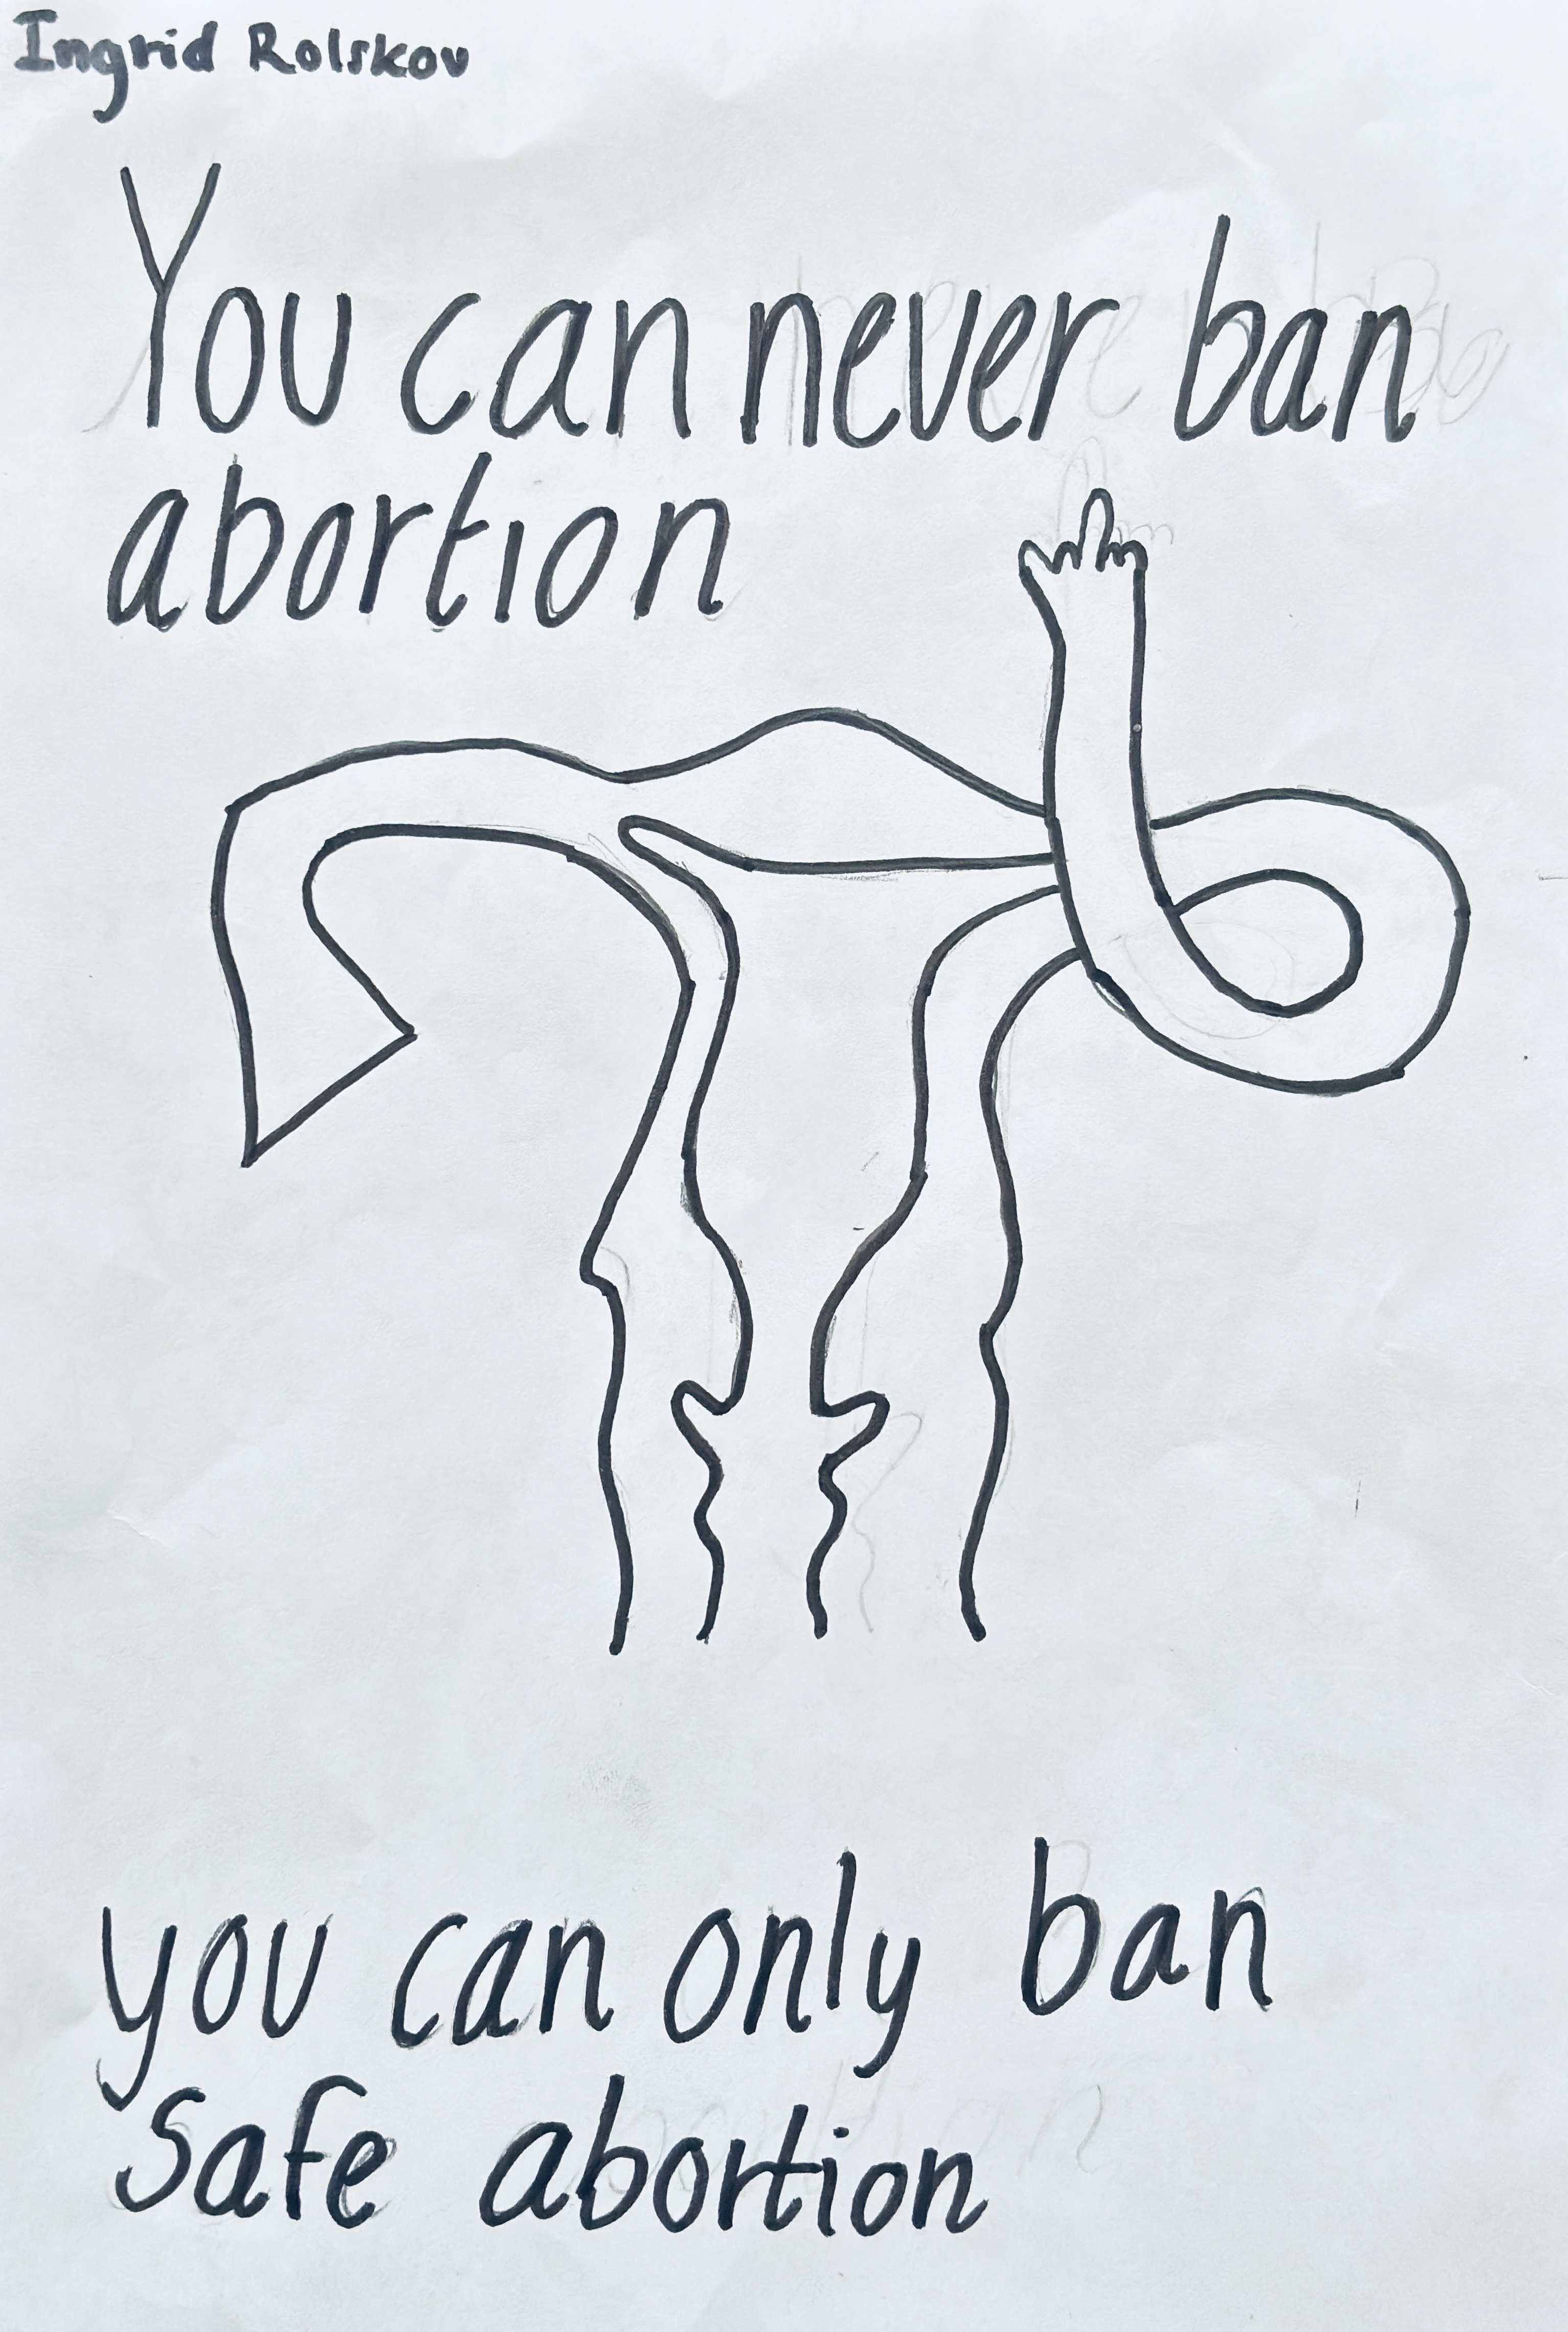 Ingrid Rolskov
You can never ban
abortion
you can only ban
Safe abortion